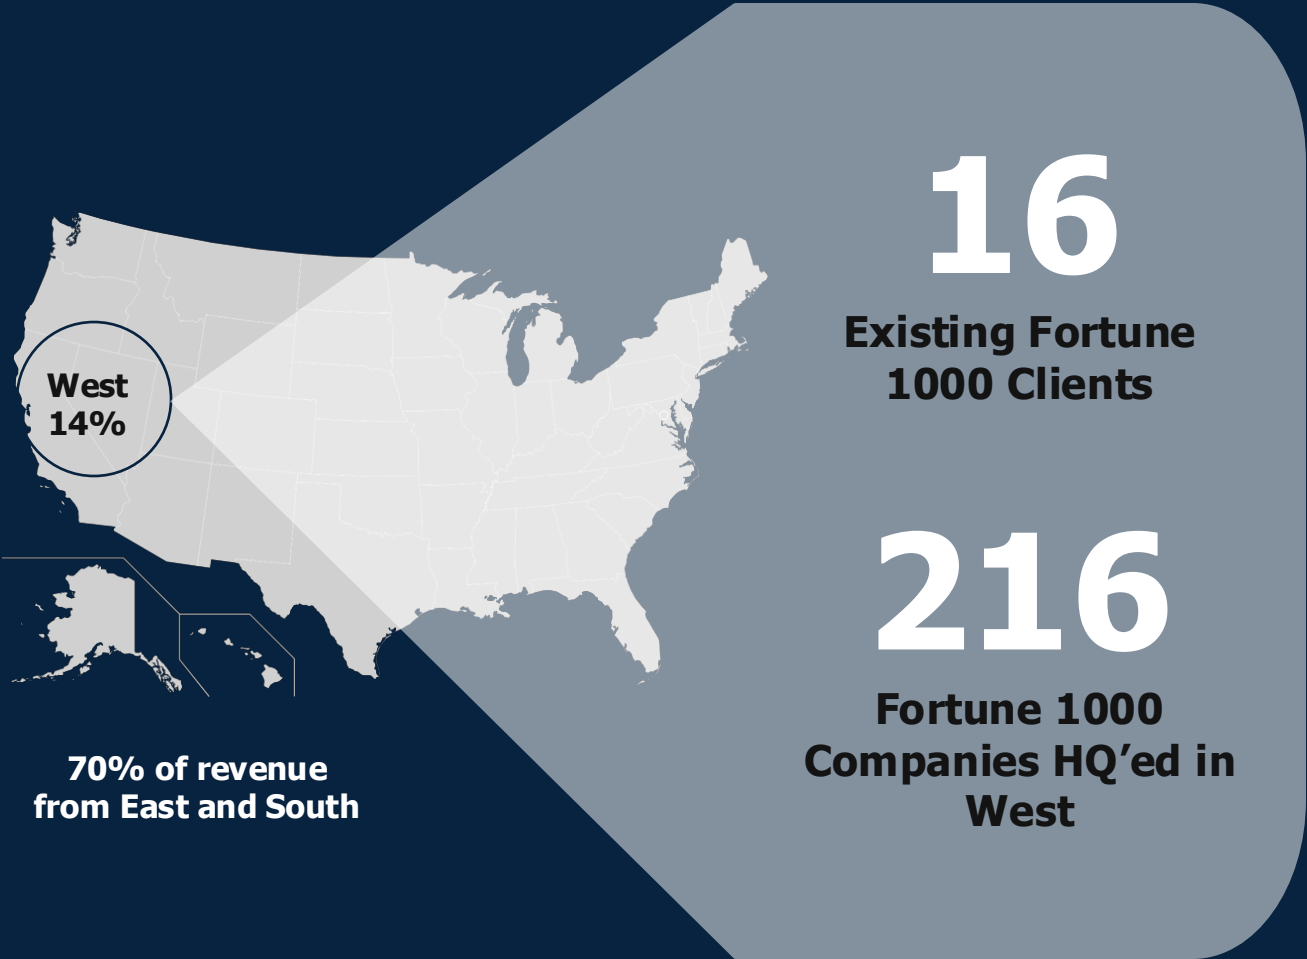 West
14%
70% of revenue
from East and South
16
Existing Fortune
1000 Clients
216
Fortune 1000
Companies HQ’ed in
West